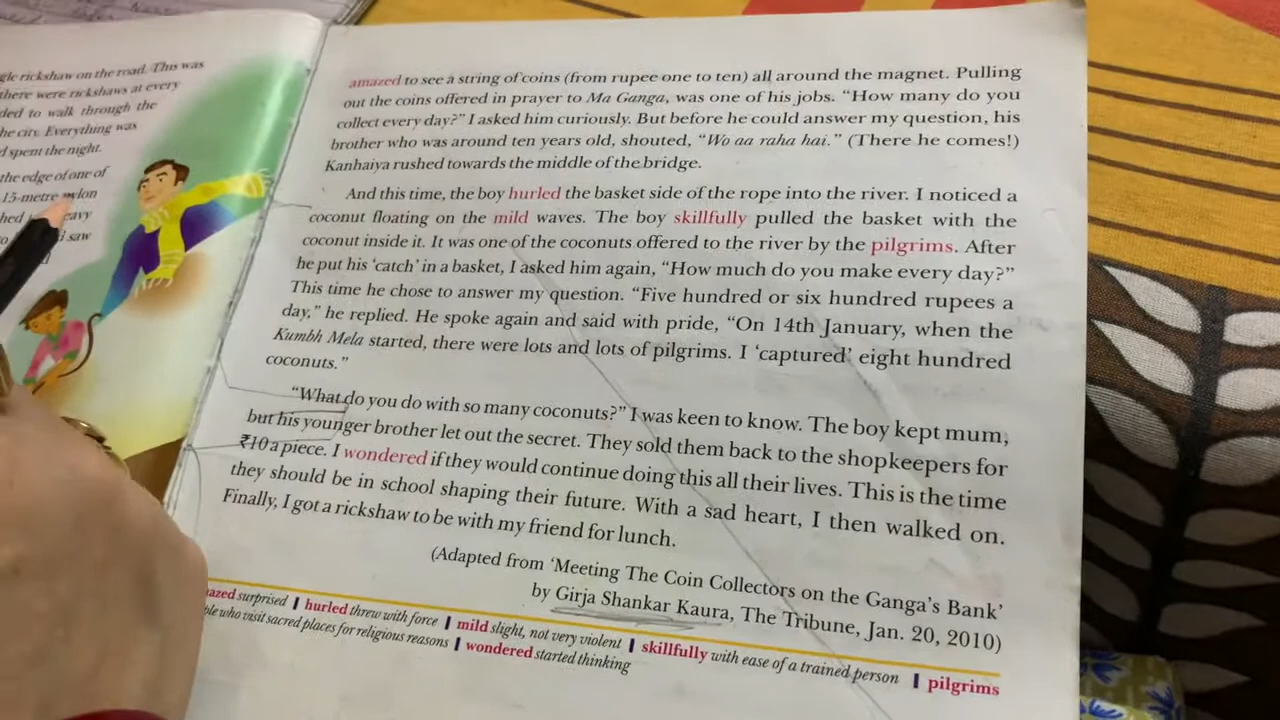 gle rickshaw on the road. This was
there were rickshaws at every
ded to walk through the
he city. Everything was
d spent the night.
the edge of one of
15-metre nylon
hed eavy
saw
amazed to see a string of coins (from rupee one to ten) all around the magnet. Pulling
out the coins offered in prayer to Ma Ganga, was one of his jobs. “How many do you
collect every day?” I asked him curiously. But before he could answer my question, his
brother who was around ten years old, shouted, “Wo aa raha hai.” (There he comes!)
Kanhaiya rushed towards the middle of the bridge.
And this time, the boy hurled the basket side of the rope into the river. I noticed a
coconut floating on the mild waves. The boy skillfully pulled the basket with the
coconut inside it. It was one of the coconuts offered to the river by the pilgrims. After
he put his ‘catch’ in a basket, I asked him again, “How much do you make every day?”
This time he chose to answer my question. “Five hundred or six hundred rupees a
day,” he replied. He spoke again and said with pride, “On 14th January, when the
Kumbh Mela started, there were lots and lots of pilgrims. I ‘captured’ eight hundred
coconuts.”
“What do you do with so many coconuts?” I was keen to know. The boy kept mum,
but his younger brother let out the secret. They sold them back to the shopkeepers for
₹10 a piece. I wondered if they would continue doing this all their lives. This is the time
they should be in school shaping their future. With a sad heart, I then walked on.
Finally, I got a rickshaw to be with my friend for lunch.
(Adapted from ‘Meeting The Coin Collectors on the Ganga’s Bank’
by Girja Shankar Kaura, The Tribune, Jan. 20, 2010)
azed surprised | hurled threw with force | mild slight, not very violent | skillfully with ease of a trained person | pilgrims
ple who visit sacred places for religious reasons | wondered started thinking